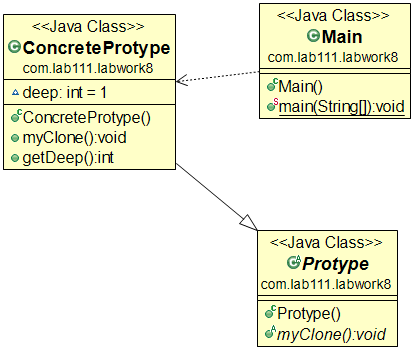 <<Java Class>>
ConcreteProtype
com.lab111.labwork8
deep: int = 1
ConcreteProtype()
myClone():void
getDeep():int
<<Java Class>>
Main
com.lab111.labwork8
Main()
main(String[]):void
<<Java Class>>
Protype
com.lab111.labwork8
Protype()
myClone():void